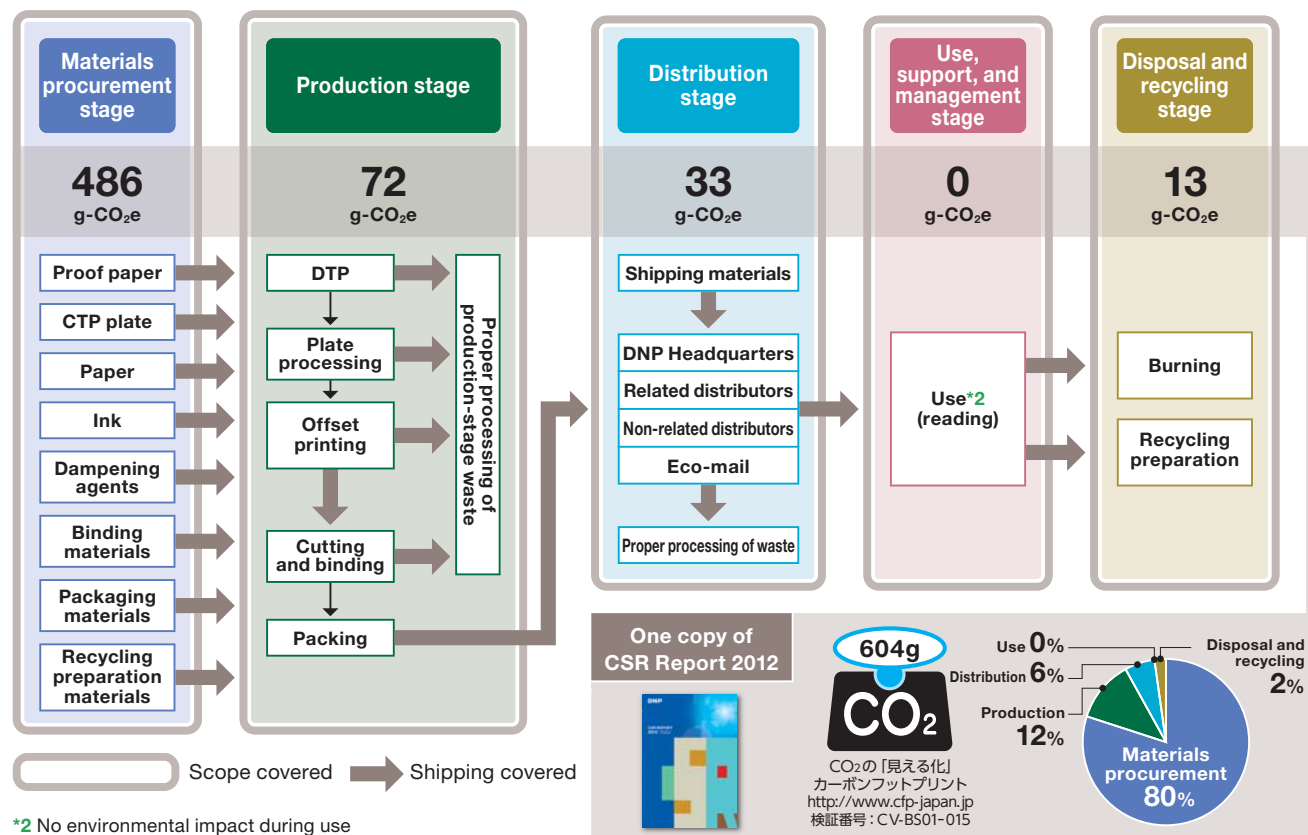 Materials
procurement
stage
486
g-CO₂e
Proof paper
CTP plate
Paper
Ink
Dampening
agents
Binding
materials
Packaging
materials
Recycling
preparation
materials
Production stage
72
g-CO₂e
DTP
Plate
processing
Offset
printing
Cutting
and binding
Packing
Proper processing of
production-stage waste
Distribution
stage
33
g-CO₂e
Shipping materials
DNP Headquarters
Related distributors
Non-related distributors
Eco-mail
Proper processing of waste
Use,
support, and
management
stage
0
g-CO₂e
Use*2
(reading)
Disposal and
recycling
stage
13
g-CO₂e
Burning
Recycling
preparation
Scope covered
Shipping covered
*2 No environmental impact during use
One copy of
CSR Report 2012
DNP
604g
CO₂
CO₂の「見える化」
カーボンフットプリント
http://www.cfp-japan.jp
検証番号：CV-BS01-015
Use 0%
Distribution 6%
Production
12%
Disposal and
recycling
2%
Materials
procurement
80%